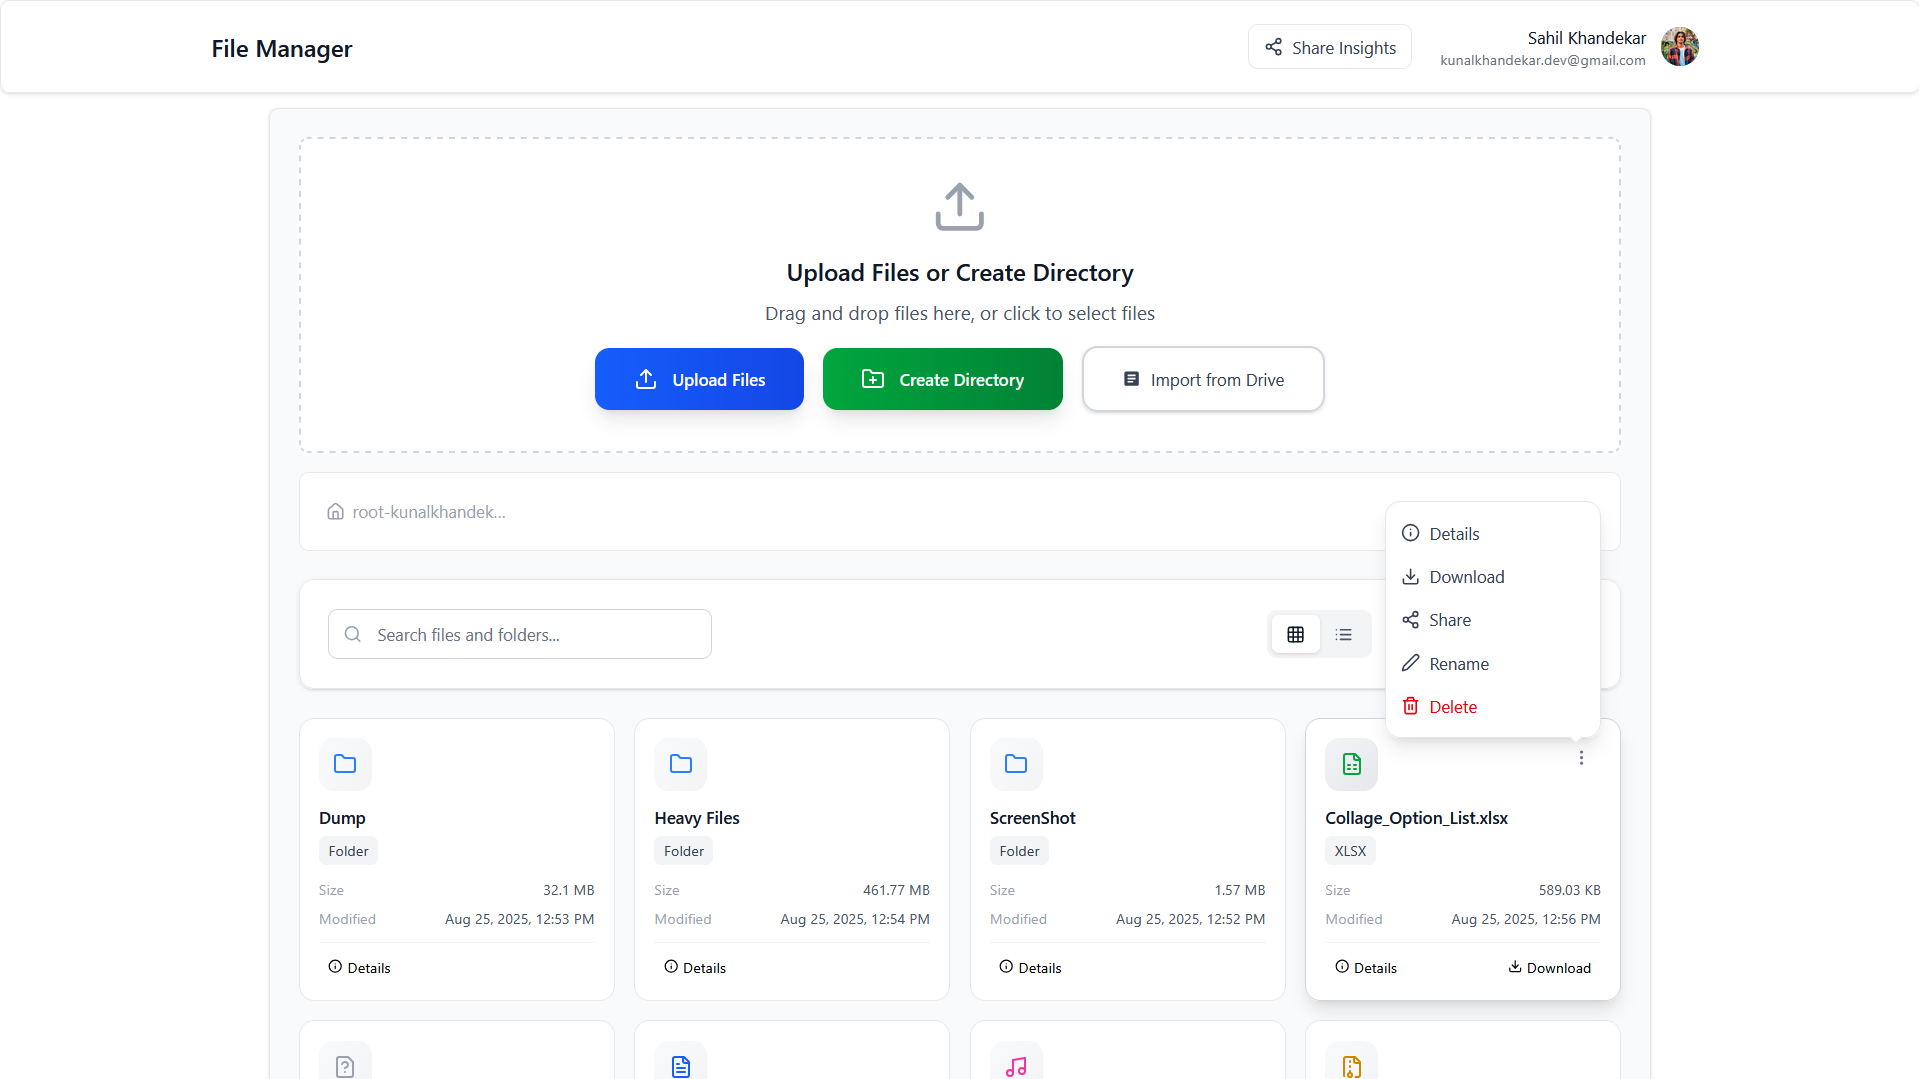 File Manager
Share Insights
Sahil Khandekar
kunalkhandekar.dev@gmail.com
Upload Files or Create Directory
Drag and drop files here, or click to select files
Upload Files
Create Directory
Import from Drive
root-kunalkhandek...
Search files and folders...
Details
Download
Share
Rename
Delete
Dump
Folder
Size 32.1 MB
Modified Aug 25, 2025, 12:53 PM
Details
Heavy Files
Folder
Size 461.77 MB
Modified Aug 25, 2025, 12:54 PM
Details
ScreenShot
Folder
Size 1.57 MB
Modified Aug 25, 2025, 12:52 PM
Details
Collage_Option_List.xlsx
XLSX
Size 589.03 KB
Modified Aug 25, 2025, 12:56 PM
Details Download